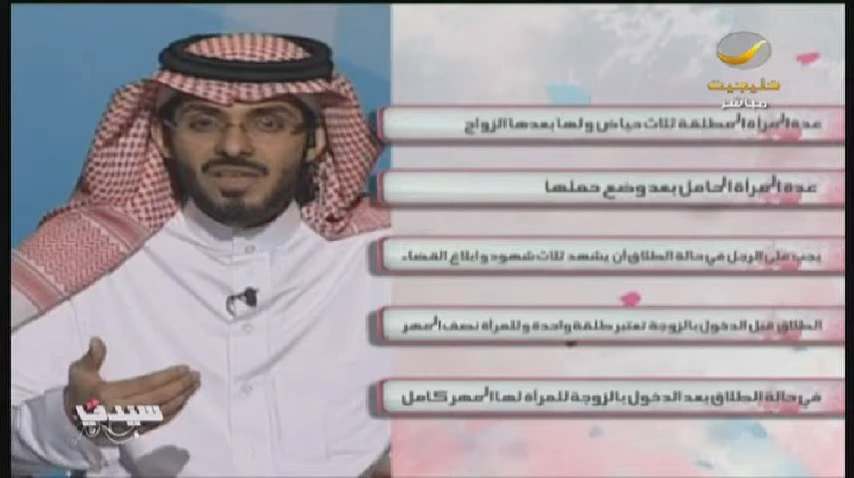 خليجية
مباشر
عدة المرأة المطلقة ثلاث حياض ولها بعدها الزواج
عدة المرأة الحامل بعد وضع حملها
يجب على الرجل في حالة الطلاق أن يشهد ثلاث شهود وابلاغ القضاء
الطلاق قبل الدخول بالزوجة تعتبر طلقة واحدة وللمرأة نصف المهر
في حالة الطلاق بعد الدخول بالزوجة للمرأة لها المهر كامل
سيدتي